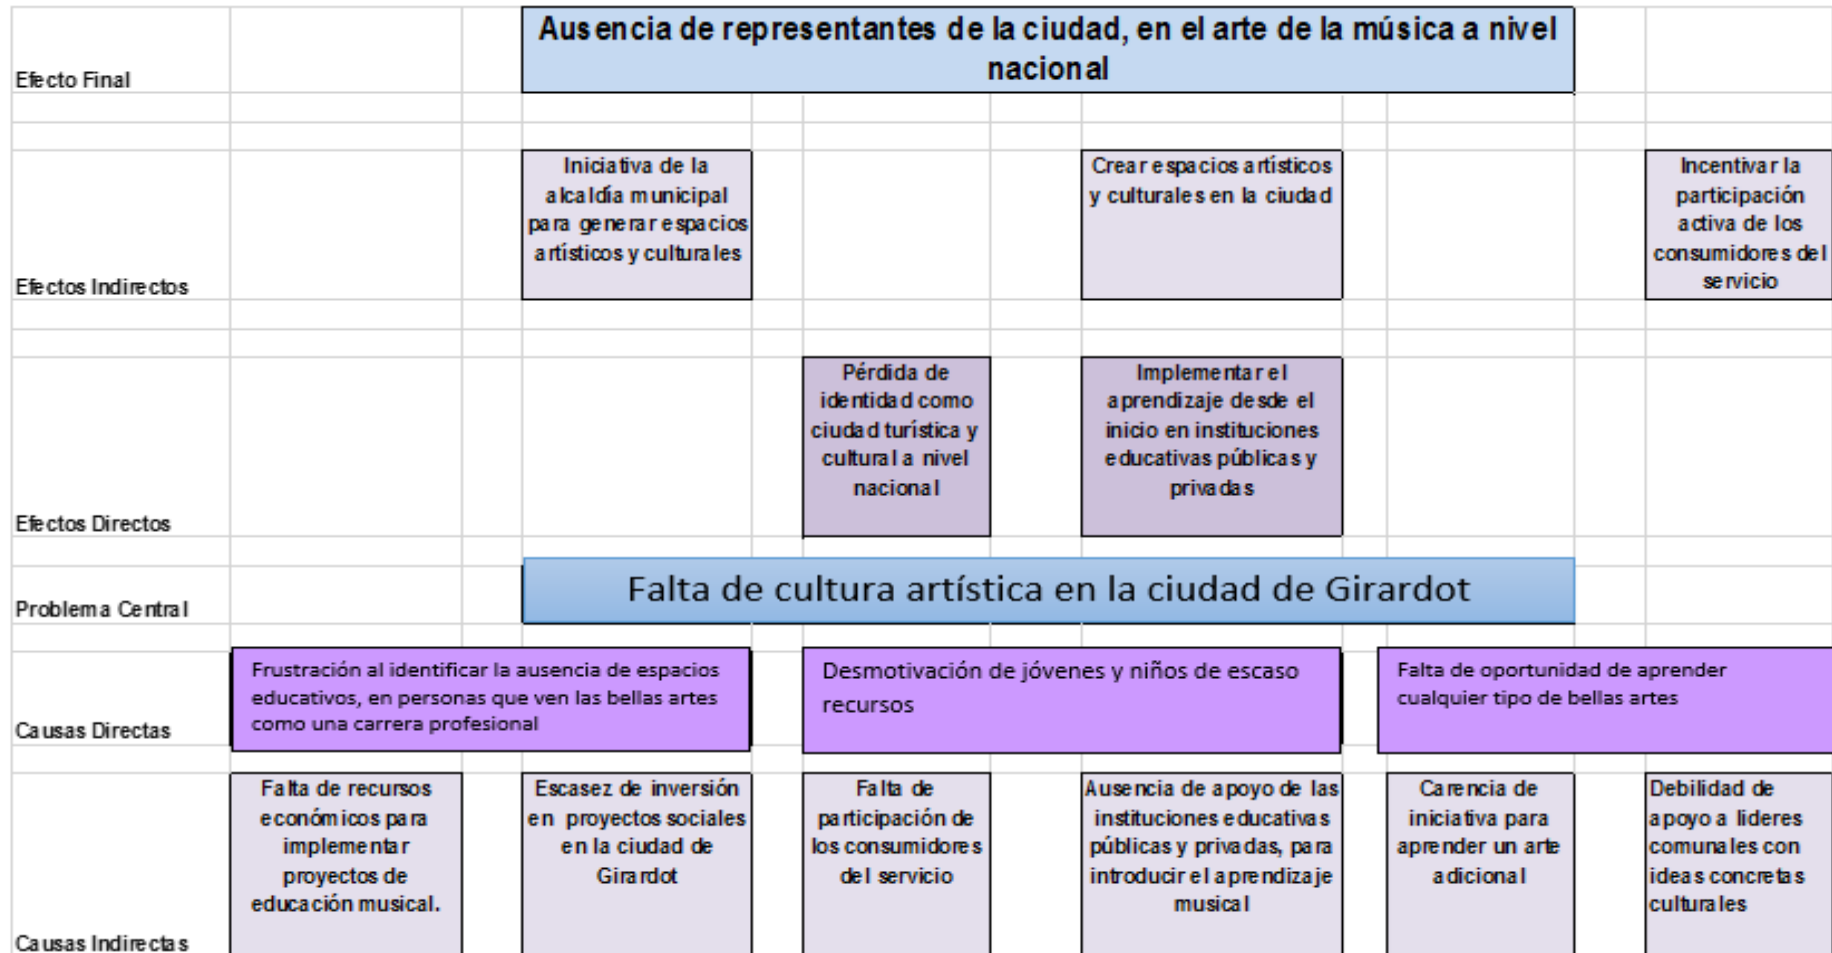 Ausencia de representantes de la ciudad, en el arte de la música a nivel
nacional
Efecto Final
Iniciativa de la
alcaldía municipal
para generar espacios
artísticos y culturales
Crear espacios artísticos
y culturales en la ciudad
Incentivar la
participación
activa de los
consumidores del
servicio
Efectos Indirectos
Pérdida de
identidad como
ciudad turística y
cultural a nivel
nacional
Implementar el
aprendizaje desde el
inicio en instituciones
educativas públicas y
privadas
Efectos Directos
Falta de cultura artística en la ciudad de Girardot
Problema Central
Frustración al identificar la ausencia de espacios
educativos, en personas que ven las bellas artes
como una carrera profesional
Desmotivación de jóvenes y niños de escaso
recursos
Falta de oportunidad de aprender
cualquier tipo de bellas artes
Causas Directas
Falta de recursos
económicos para
implementar
proyectos de
educación musical.
Escasez de inversión
en proyectos sociales
en la ciudad de
Girardot
Falta de
participación de
los consumidores
del servicio
Ausencia de apoyo de las
instituciones educativas
públicas y privadas, para
introducir el aprendizaje
musical
Carencia de
iniciativa para
aprender un arte
adicional
Debilidad de
apoyo a lideres
comunales con
ideas concretas
culturales
Causas Indirectas